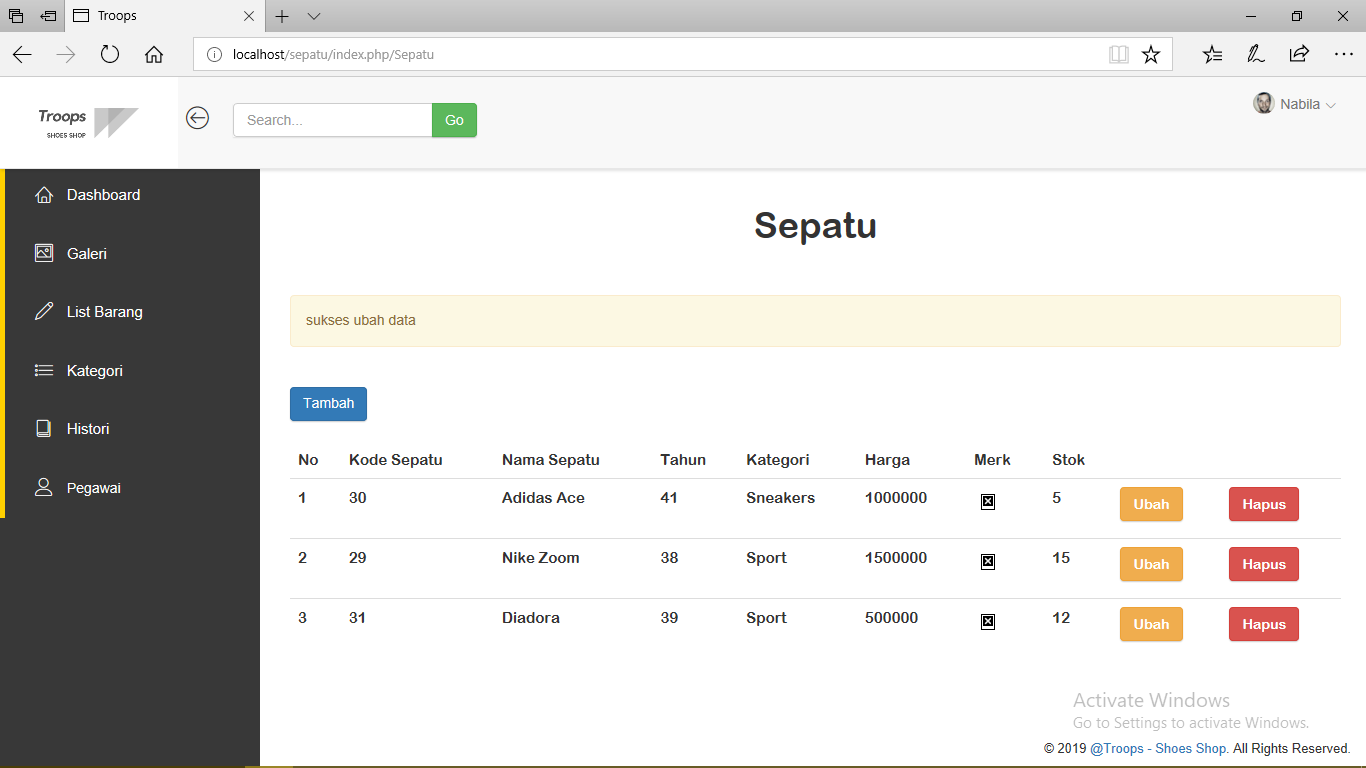 Troops
localhost/sepatu/index.php/Sepatu
Troops
SHOES SHOP
Search...
Go
Nabila
Dashboard
Galeri
List Barang
Kategori
Histori
Pegawai
Sepatu
sukses ubah data
Tambah
No Kode Sepatu Nama Sepatu Tahun Kategori Harga Merk Stok
1 30 Adidas Ace 41 Sneakers 1000000 5 Ubah Hapus
2 29 Nike Zoom 38 Sport 1500000 15 Ubah Hapus
3 31 Diadora 39 Sport 500000 12 Ubah Hapus
Activate Windows
Go to Settings to activate Windows.
© 2019 @Troops - Shoes Shop. All Rights Reserved.